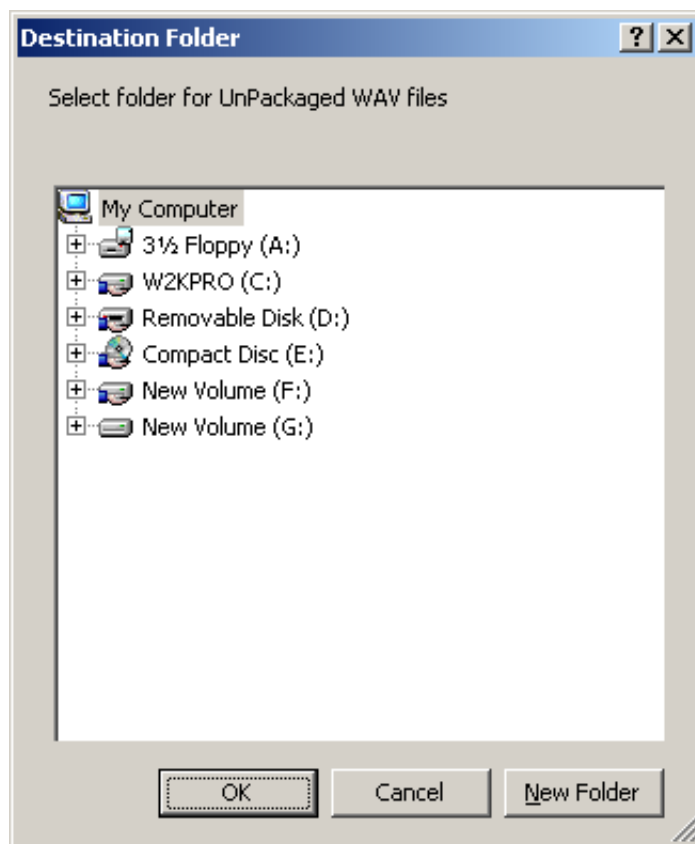 Destination Folder
Select folder for UnPackaged WAV files
My Computer
3½ Floppy (A:)
W2KPRO (C:)
Removable Disk (D:)
Compact Disc (E:)
New Volume (F:)
New Volume (G:)
OK Cancel New Folder